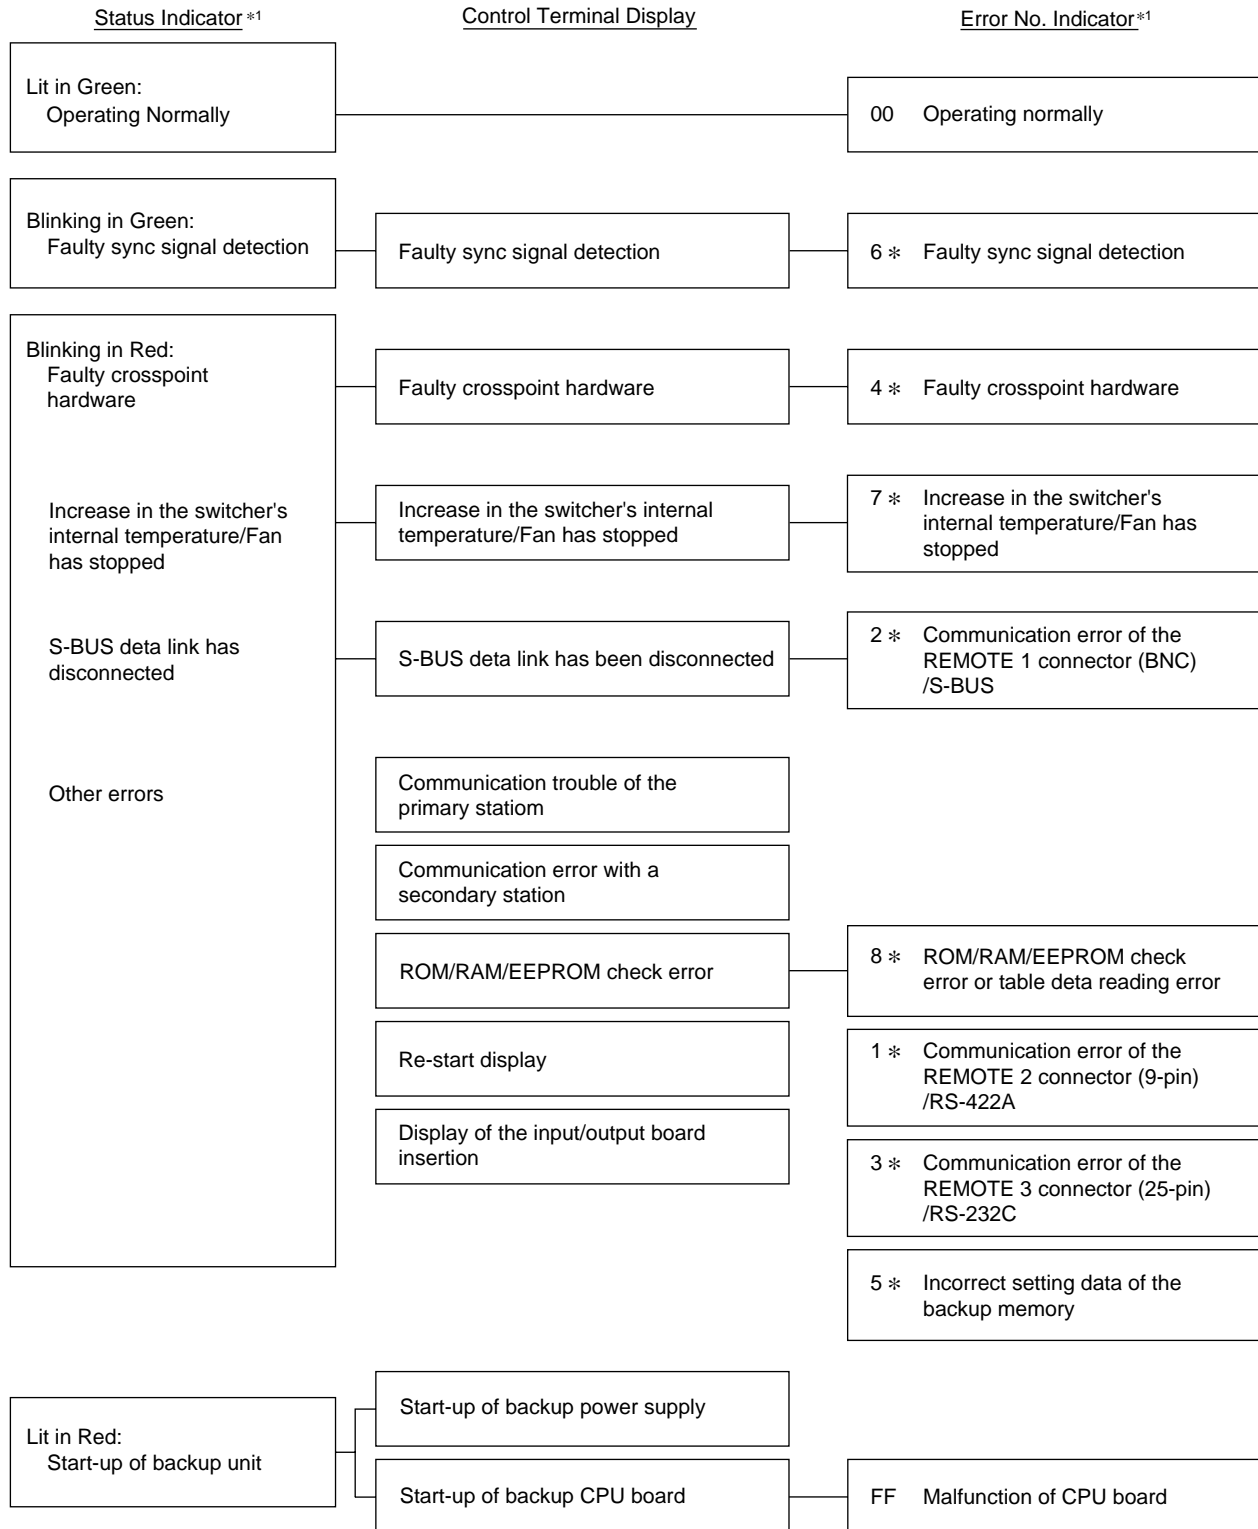 Status Indicator *1
Control Terminal Display
Error No. Indicator *1
Lit in Green:
Operating Normally
00 Operating normally
Blinking in Green:
Faulty sync signal detection
Faulty sync signal detection
6 * Faulty sync signal detection
Blinking in Red:
Faulty crosspoint
hardware
Faulty crosspoint hardware
4 * Faulty crosspoint hardware
Increase in the switcher's
internal temperature/Fan
has stopped
Increase in the switcher's internal
temperature/Fan has stopped
7 * Increase in the switcher's
internal temperature/Fan has
stopped
S-BUS deta link has
disconnected
S-BUS deta link has been disconnected
2 * Communication error of the
REMOTE 1 connector (BNC)
/S-BUS
Other errors
Communication trouble of the
primary statiom
Communication error with a
secondary station
ROM/RAM/EEPROM check error
8 * ROM/RAM/EEPROM check
error or table deta reading error
Re-start display
1 * Communication error of the
REMOTE 2 connector (9-pin)
/RS-422A
Display of the input/output board
insertion
3 * Communication error of the
REMOTE 3 connector (25-pin)
/RS-232C
5 * Incorrect setting data of the
backup memory
Lit in Red:
Start-up of backup unit
Start-up of backup power supply
Start-up of backup CPU board
FF Malfunction of CPU board